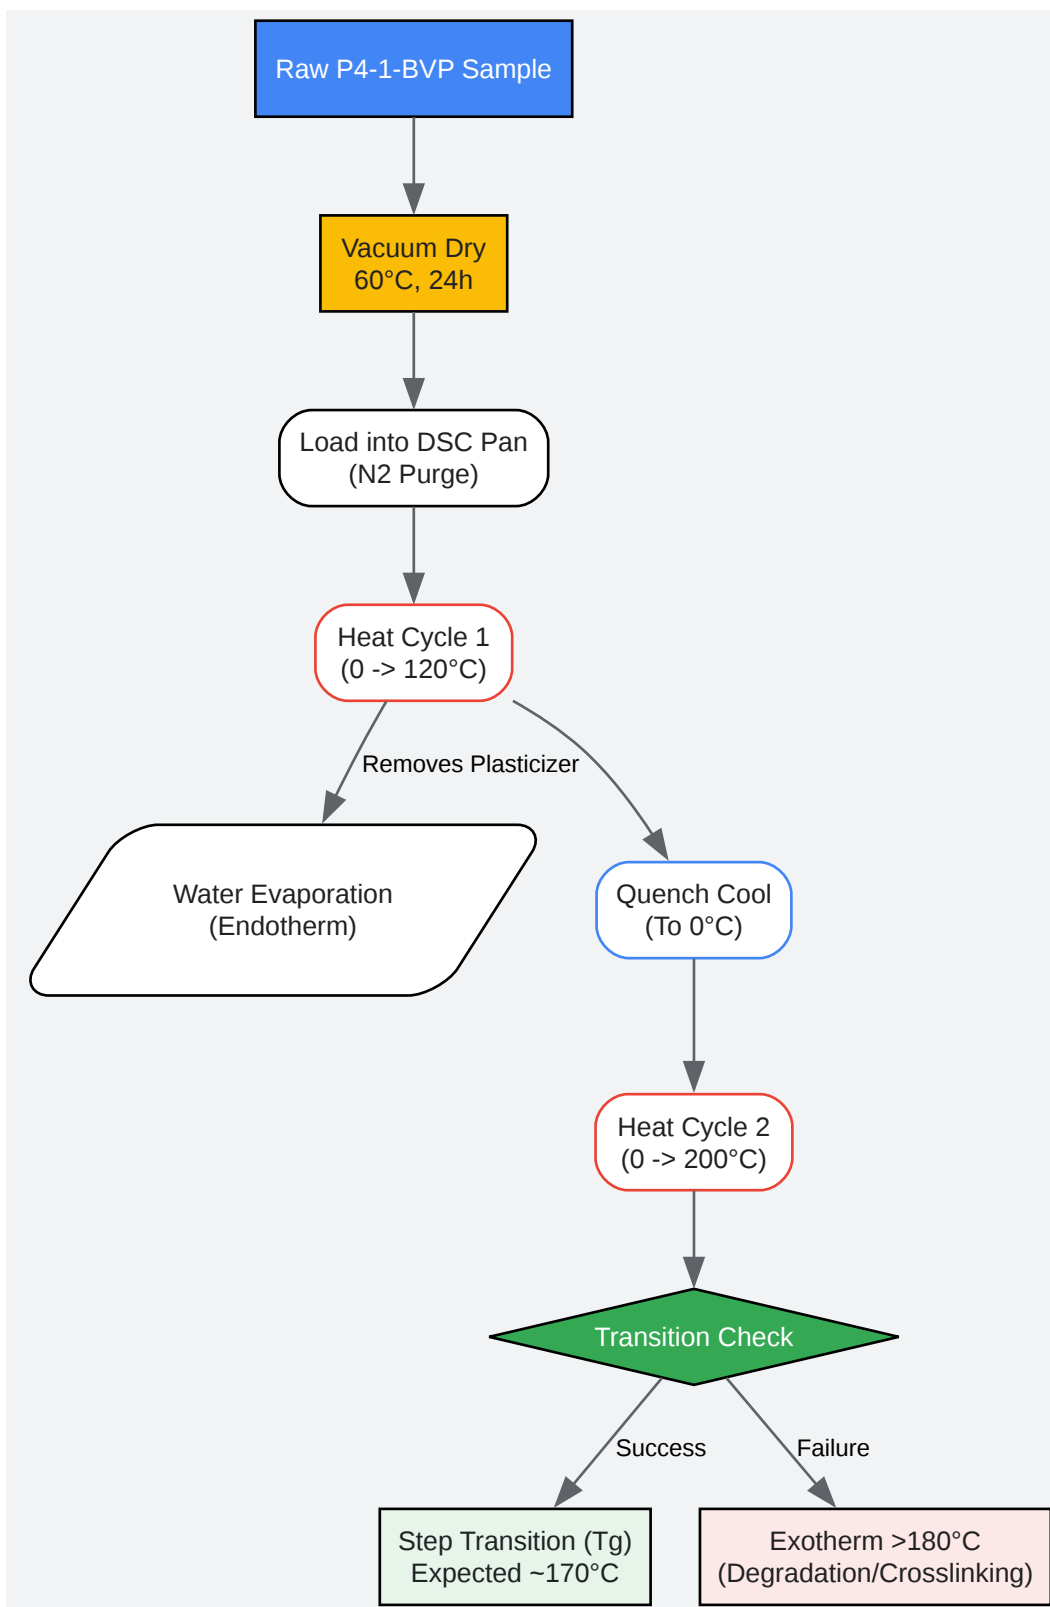 Raw P4-1-BVP Sample
Vacuum Dry
60°C, 24h
Load into DSC Pan
(N2 Purge)
Heat Cycle 1
(0 -> 120°C)
Removes Plasticizer
Water Evaporation
(Endotherm)
Quench Cool
(To 0°C)
Heat Cycle 2
(0 -> 200°C)
Transition Check
Success
Failure
Step Transition (Tg)
Expected ~170°C
Exotherm >180°C
(Degradation/Crosslinking)